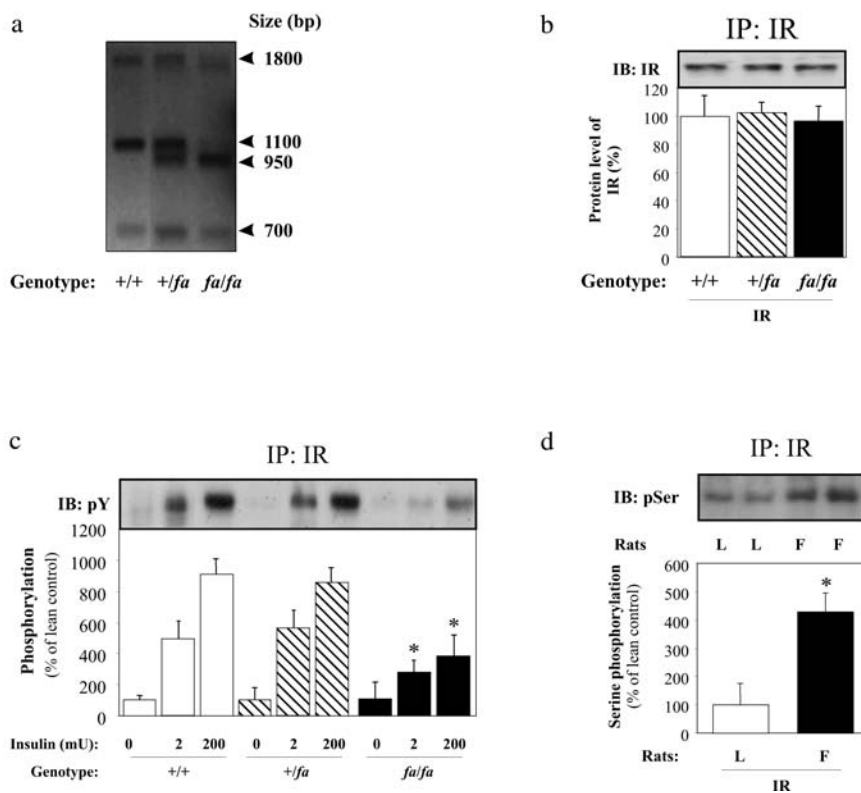 a
Size (bp)
1800
1100
950
700
Genotype: +/+ +/fa fa/fa
b
IP: IR
IB: IR
120
100
80
60
40
20
0
Protein level of
IR (%)
Genotype: +/+ +/fa fa/fa
IR
c
IP: IR
IB: pY
1200
1000
800
600
400
200
0
Phosphorylation
(% of lean control)
* *
Insulin (mU): 0 2 200 0 2 200 0 2 200
Genotype: +/+ +/fa fa/fa
d
IP: IR
IB: pSer
Rats L L F F
600
500
400
300
200
100
0
Serine phosphorylation
(% of lean control)
*
Rats: L F
IR